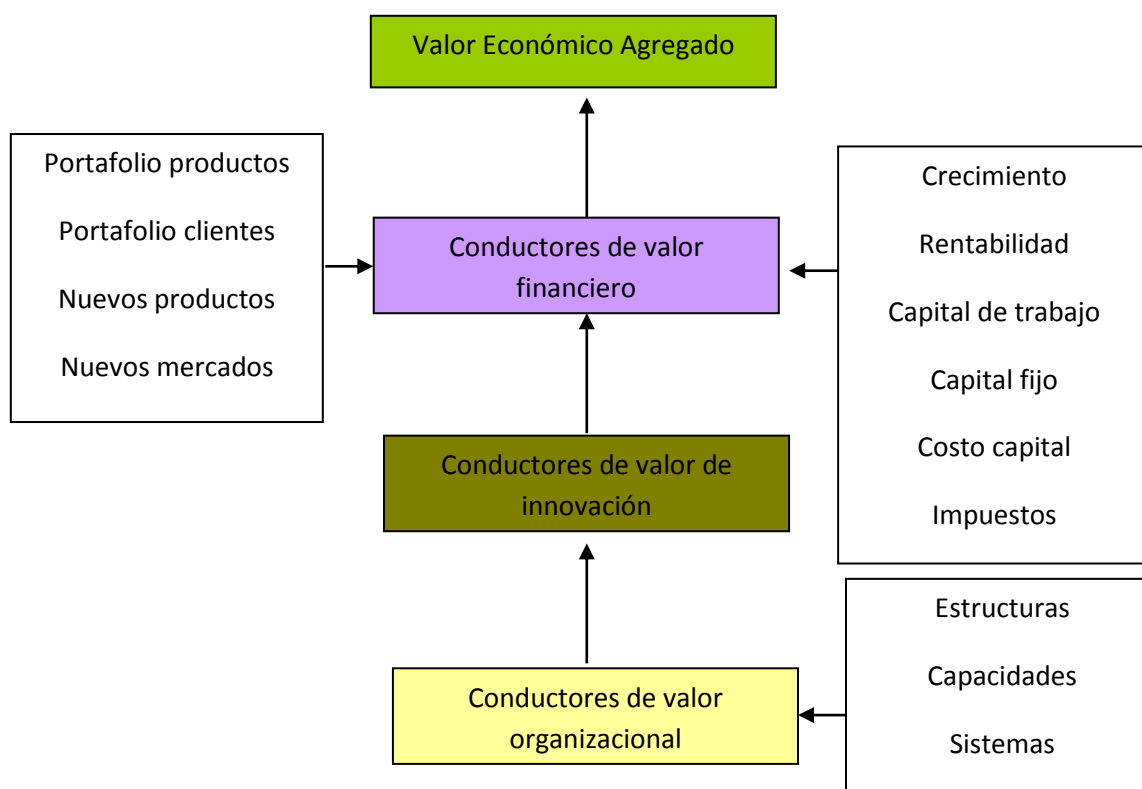 Valor Económico Agregado
Portafolio productos
Portafolio clientes
Nuevos productos
Nuevos mercados
Conductores de valor
financiero
Crecimiento
Rentabilidad
Capital de trabajo
Capital fijo
Costo capital
Impuestos
Conductores de valor de
innovación
Conductores de valor
organizacional
Estructuras
Capacidades
Sistemas